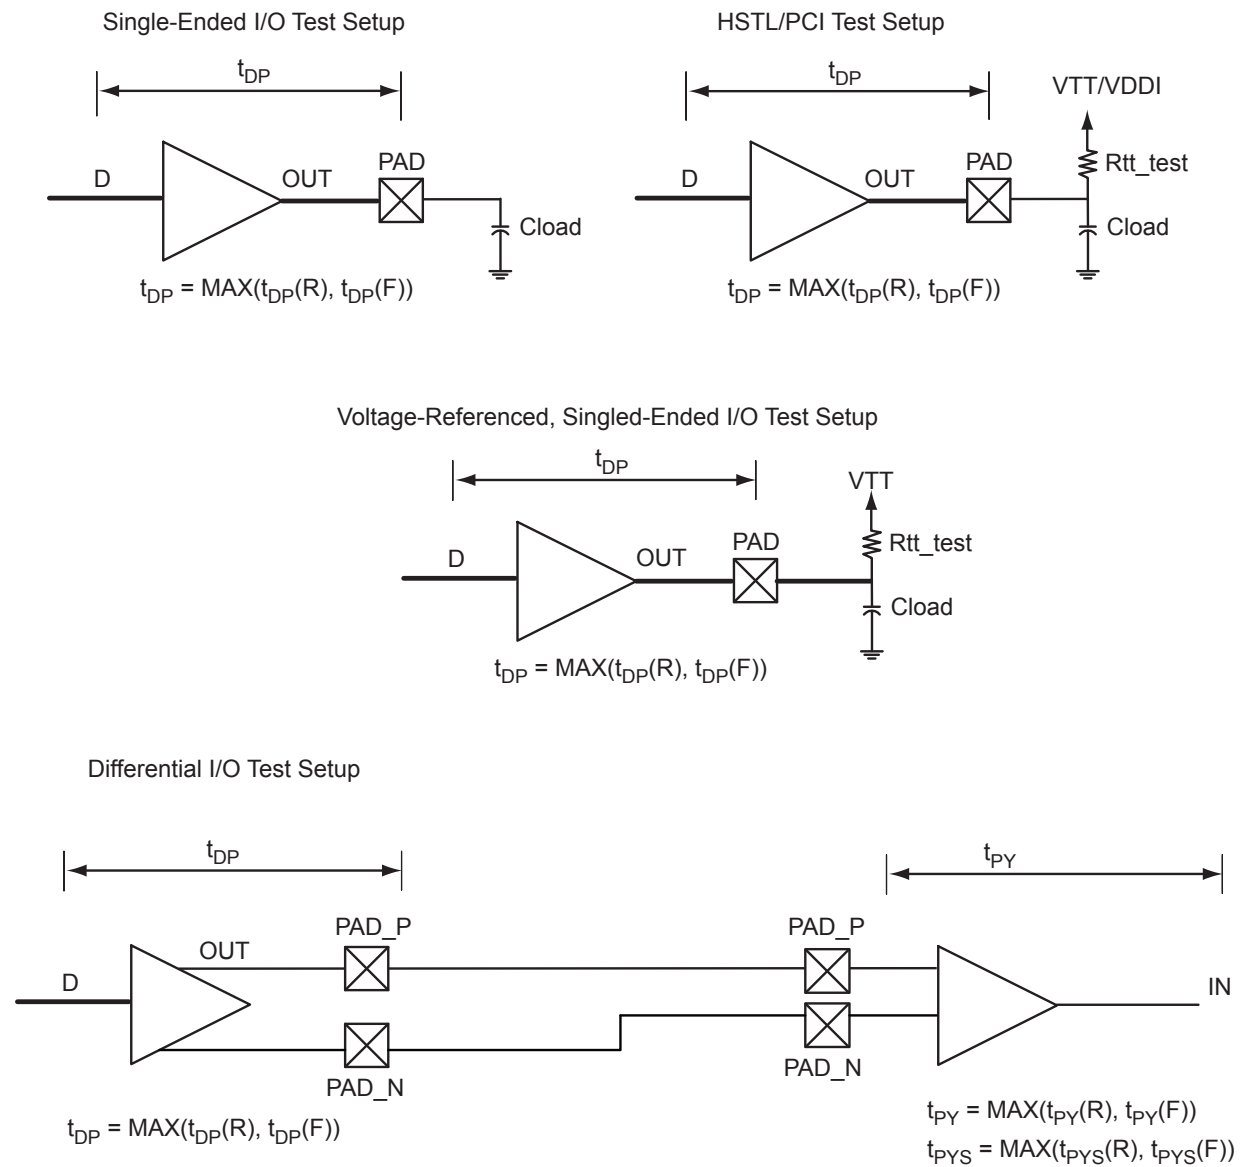 Single-Ended I/O Test Setup
tDP
D
OUT
PAD
Cload
tDP = MAX(tDP(R), tDP(F))
HSTL/PCI Test Setup
tDP
VTT/VDDI
D
OUT
PAD
Rtt_test
Cload
tDP = MAX(tDP(R), tDP(F))
Voltage-Referenced, Singled-Ended I/O Test Setup
tDP
VTT
D
OUT
PAD
Rtt_test
Cload
tDP = MAX(tDP(R), tDP(F))
Differential I/O Test Setup
tDP
tPY
PAD_P
PAD_P
OUT
D
IN
PAD_N
PAD_N
tDP = MAX(tDP(R), tDP(F))
tPY = MAX(tPY(R), tPY(F))
tPYS = MAX(tPYS(R), tPYS(F))